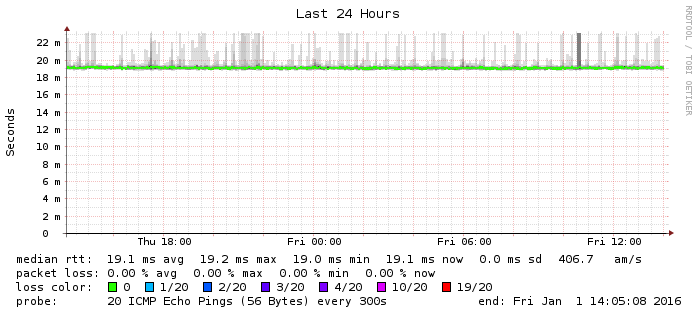 Last 24 Hours
RRDTOOL / TOBI OETIKER
Seconds
22 m
20 m
18 m
16 m
14 m
12 m
10 m
8 m
6 m
4 m
2 m
0
Thu 18:00 Fri 00:00 Fri 06:00 Fri 12:00
median rtt: 19.1 ms avg 19.2 ms max 19.0 ms min 19.1 ms now 0.0 ms sd 406.7 am/s
packet loss: 0.00 % avg 0.00 % max 0.00 % min 0.00 % now
loss color: 0 1/20 2/20 3/20 4/20 10/20 19/20
probe: 20 ICMP Echo Pings (56 Bytes) every 300s end: Fri Jan 1 14:05:08 2016